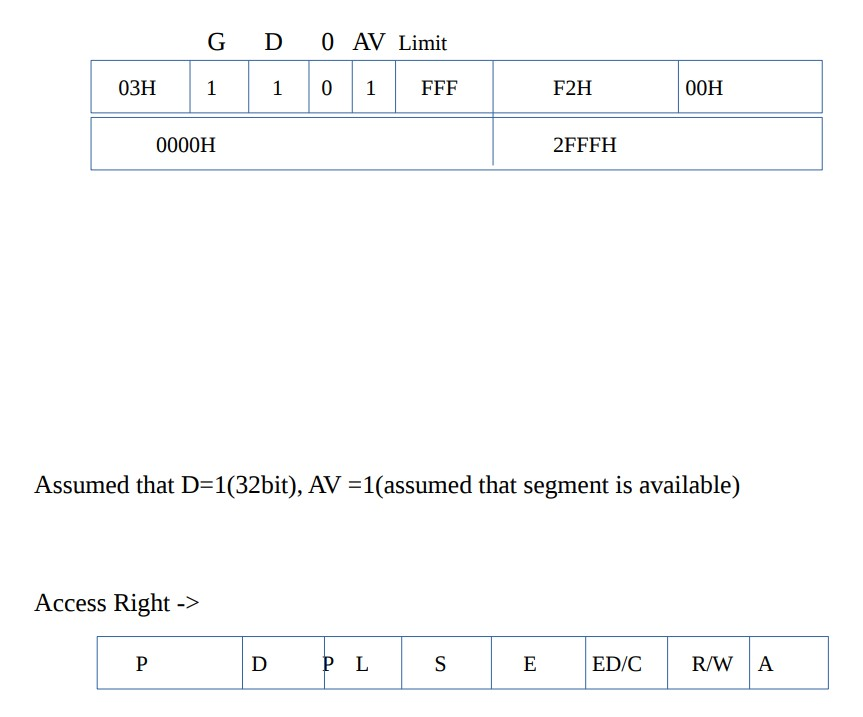 G D 0 AV Limit
03H 1 1 0 1 FFF F2H 00H
0000H 2FFFH
Assumed that D=1(32bit), AV =1(assumed that segment is available)
Access Right ->
P D P L S E ED/C R/W A